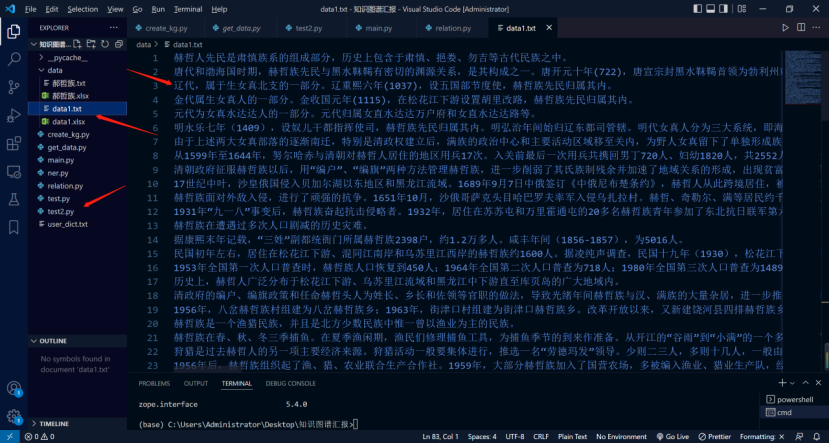 File Edit Selection View Go Run Terminal Help
data1.txt - 知识图谱汇报 - Visual Studio Code [Administrator]
EXPLORER
create_kg.py get_data.py test2.py main.py relation.py data1.txt
知识图谱汇报
data > data1.txt
__pycache__
data
郝哲族.txt
郝哲族.xlsx
data1.txt
data1.xlsx
create_kg.py
get_data.py
main.py
ner.py
relation.py
test.py
test2.py
user_dict.txt
1 赫哲人先民是肃慎族系的组成部分，历史上包含于肃慎、挹娄、勿吉等古代民族之中。
2 唐代和渤海国时期，赫哲族先民与黑水靺鞨有密切的渊源关系，是其构成之一。唐开元十年(722)，唐宣宗封黑水靺鞨首领为勃利州
3 辽代，属于生女真北支的一部分。辽重熙六年(1037)，设五国部节度使，赫哲族先民归属其内。
4 金代属生女真人的一部分。金收国元年(1115)，在松花江下游设置胡里改路，赫哲族先民归属其内。
5 元代为女真水达达人的一部分。元代归属女真水达达万户府和女直水达达路等。
6 明永乐七年（1409），设奴儿干都指挥使司，赫哲族先民归属其内。明弘治年间始归辽东都司管辖。明代女真人分为三大系统，即海
7 由于上述两大女真部落的逐渐南迁，特别是清政权建立后，满族的政治中心和主要活动区域移至关内，为野人女真留下了单独形成族
8 从1599年至1644年，努尔哈赤与清朝对赫哲人居住的地区用兵17次。入关前最后一次用兵共携回男丁720人、妇幼1820人，共2552人
9 清朝政府征服赫哲族以后，用“编户”、“编旗”两种方法管理赫哲族，进一步削弱了其氏族制残余并加速了地域关系的形成，出现贫富
10 17世纪中叶，沙皇俄国侵入贝加尔湖以东地区和黑龙江流域。1689年9月7日中俄签订《中俄尼布楚条约》，赫哲人从此跨境居住，
11 赫哲族面对外敌入侵，进行了顽强的抗争。1651年10月，沙俄哥萨克头目哈巴罗夫率军入侵乌扎拉村。赫哲、奇勒尔、满等居民约千
12 1931年“九一八”事变后，赫哲族奋起抗击侵略者。1932年，居住在苏苏屯和万里霍通屯的20多名赫哲族青年参加了东北抗日联军第
13 赫哲族在遭遇过多次人口剧减的历史灾难。
14 据康熙末年记载，“三姓”副都统衙门所属赫哲族2398户，约1.2万多人。咸丰年间（1856-1857），为5016人。
15 民国初年左右，居住在松花江下游、混同江南岸和乌苏里江西岸的赫哲族约1600人。据凌纯声调查，民国十九年（1930），松花江下
16 1953年全国第一次人口普查时，赫哲族人口恢复到450人；1964年全国第二次人口普查为718人；1980年全国第三次人口普查为1489
17 历史上，赫哲人广泛分布于松花江下游、乌苏里江流域和黑龙江中下游直至库页岛的广大地域内。
18 清政府的编户、编旗政策和任命赫哲头人为姓长、乡长和佐领等官职的做法，导致光绪年间赫哲族与汉、满族的大量杂居，进一步推
19 1956年，八岔赫哲族村组建为八岔赫哲族乡；1963年，街津口村组建为街津口赫哲族乡。改革开放以来，又新建饶河县四排赫哲族乡
20 赫哲族是一个渔猎民族，并且是北方少数民族中惟一曾以渔业为主的民族。
21 赫哲族在春、秋、冬三季捕鱼。在夏季渔闲期，渔民们修理捕鱼工具，为捕鱼季节的到来作准备。从开江的“谷雨”到“小满”的一个多
22 狩猎是过去赫哲人的另一项主要经济来源。狩猎活动一般要集体进行，推选一名“劳德玛发”领导。少则二三人，多则十几人，一般由
23 1956年后，赫哲族组织起了渔、猎、农业联合生产合作社。1959年，大部分赫哲族加入了国营农场，多被编入渔业、猎业生产队，
OUTLINE
No symbols found in document 'data1.txt'
TIMELINE
PROBLEMS OUTPUT TERMINAL DEBUG CONSOLE
zope.interface 5.4.0
(base) C:\Users\Administrator\Desktop\知识图谱汇报>
powershell
cmd
0 0
Ln 83, Col 1 Spaces: 4 UTF-8 CRLF Plain Text No Environment Go Live Prettier Formatting: ×